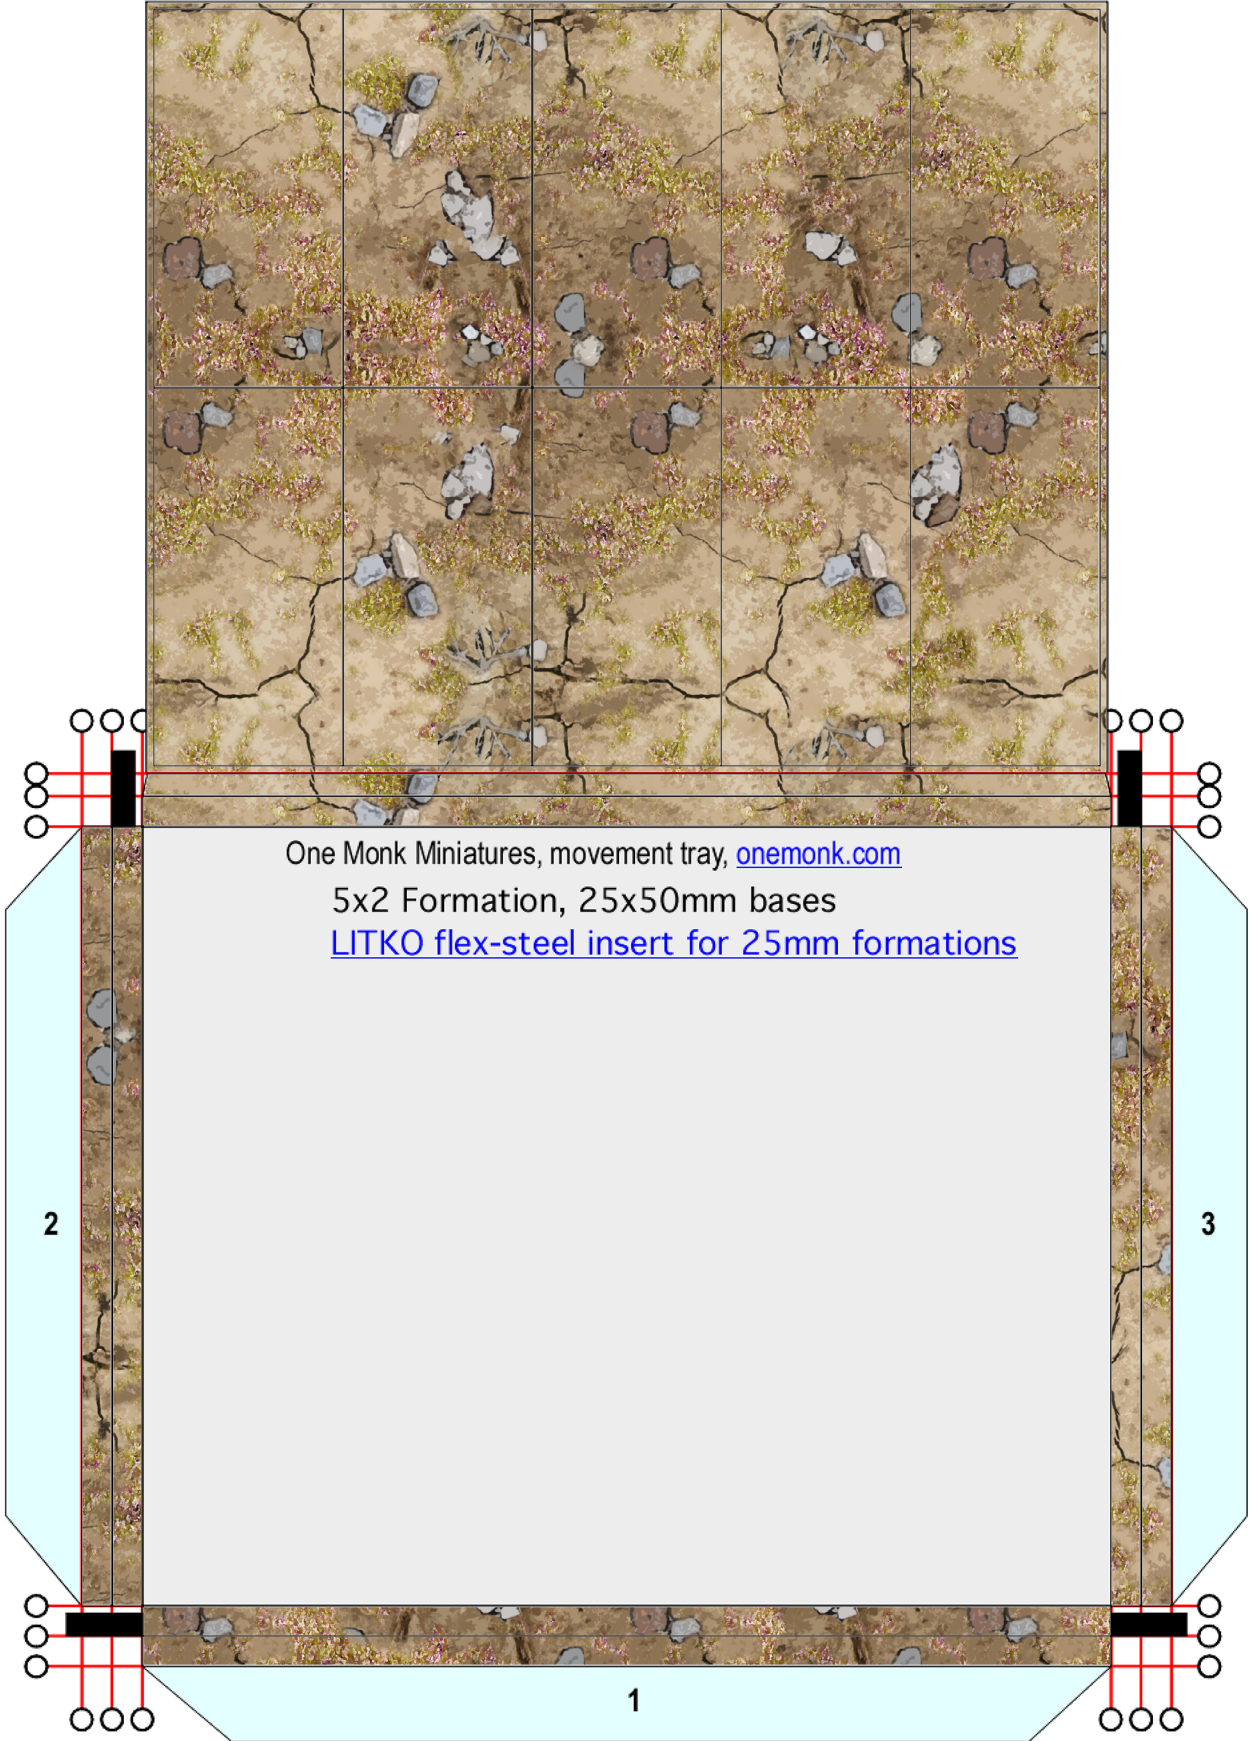 One Monk Miniatures, movement tray, onemonk.com
5x2 Formation, 25x50mm bases
LITKO flex-steel insert for 25mm formations
2
3
1